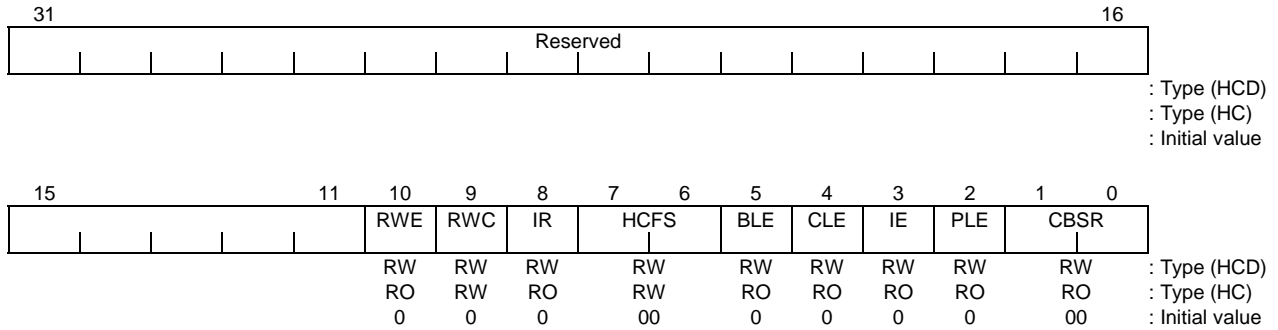 31 16
Reserved
: Type (HCD)
: Type (HC)
: Initial value
15 11 10 9 8 7 6 5 4 3 2 1 0
RWE RWC IR HCFS BLE CLE IE PLE CBSR
RW RW RW RW RW RW RW RW RW : Type (HCD)
RO RW RO RW RO RO RO RO RO : Type (HC)
0 0 0 00 0 0 0 0 00 : Initial value